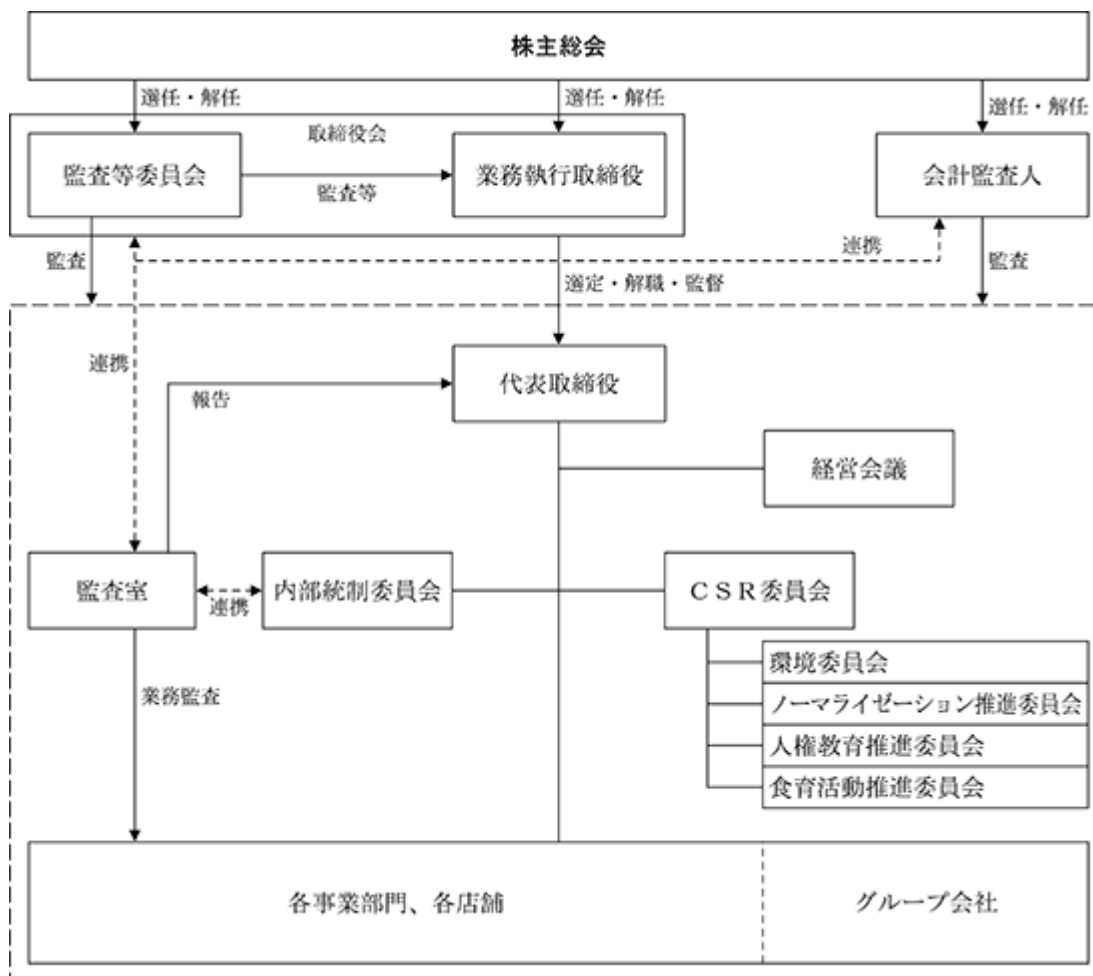 株主総会
選任・解任
選任・解任
選任・解任
取締役会
監査等委員会
監査等
業務執行取締役
会計監査人
監査
連携
監査
選定・解職・監督
連携
代表取締役
報告
経営会議
監査室
連携
内部統制委員会
CSR委員会
環境委員会
ノーマライゼーション推進委員会
人権教育推進委員会
食育活動推進委員会
業務監査
各事業部門、各店舗
グループ会社